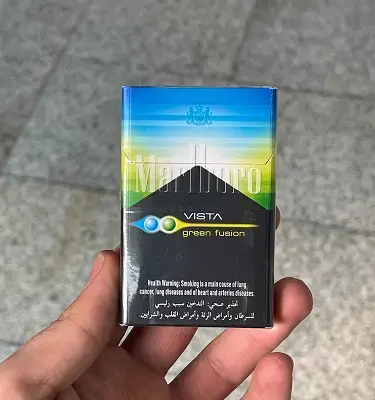 Marlboro
VISTA
green fusion
Health Warning: Smoking is a main cause of lung
cancer, lung diseases and of heart and arteries diseases.
تحذير صحي: التدخين سبب رئيسي
للسرطان وأمراض الرئة وأمراض القلب والشرايين.